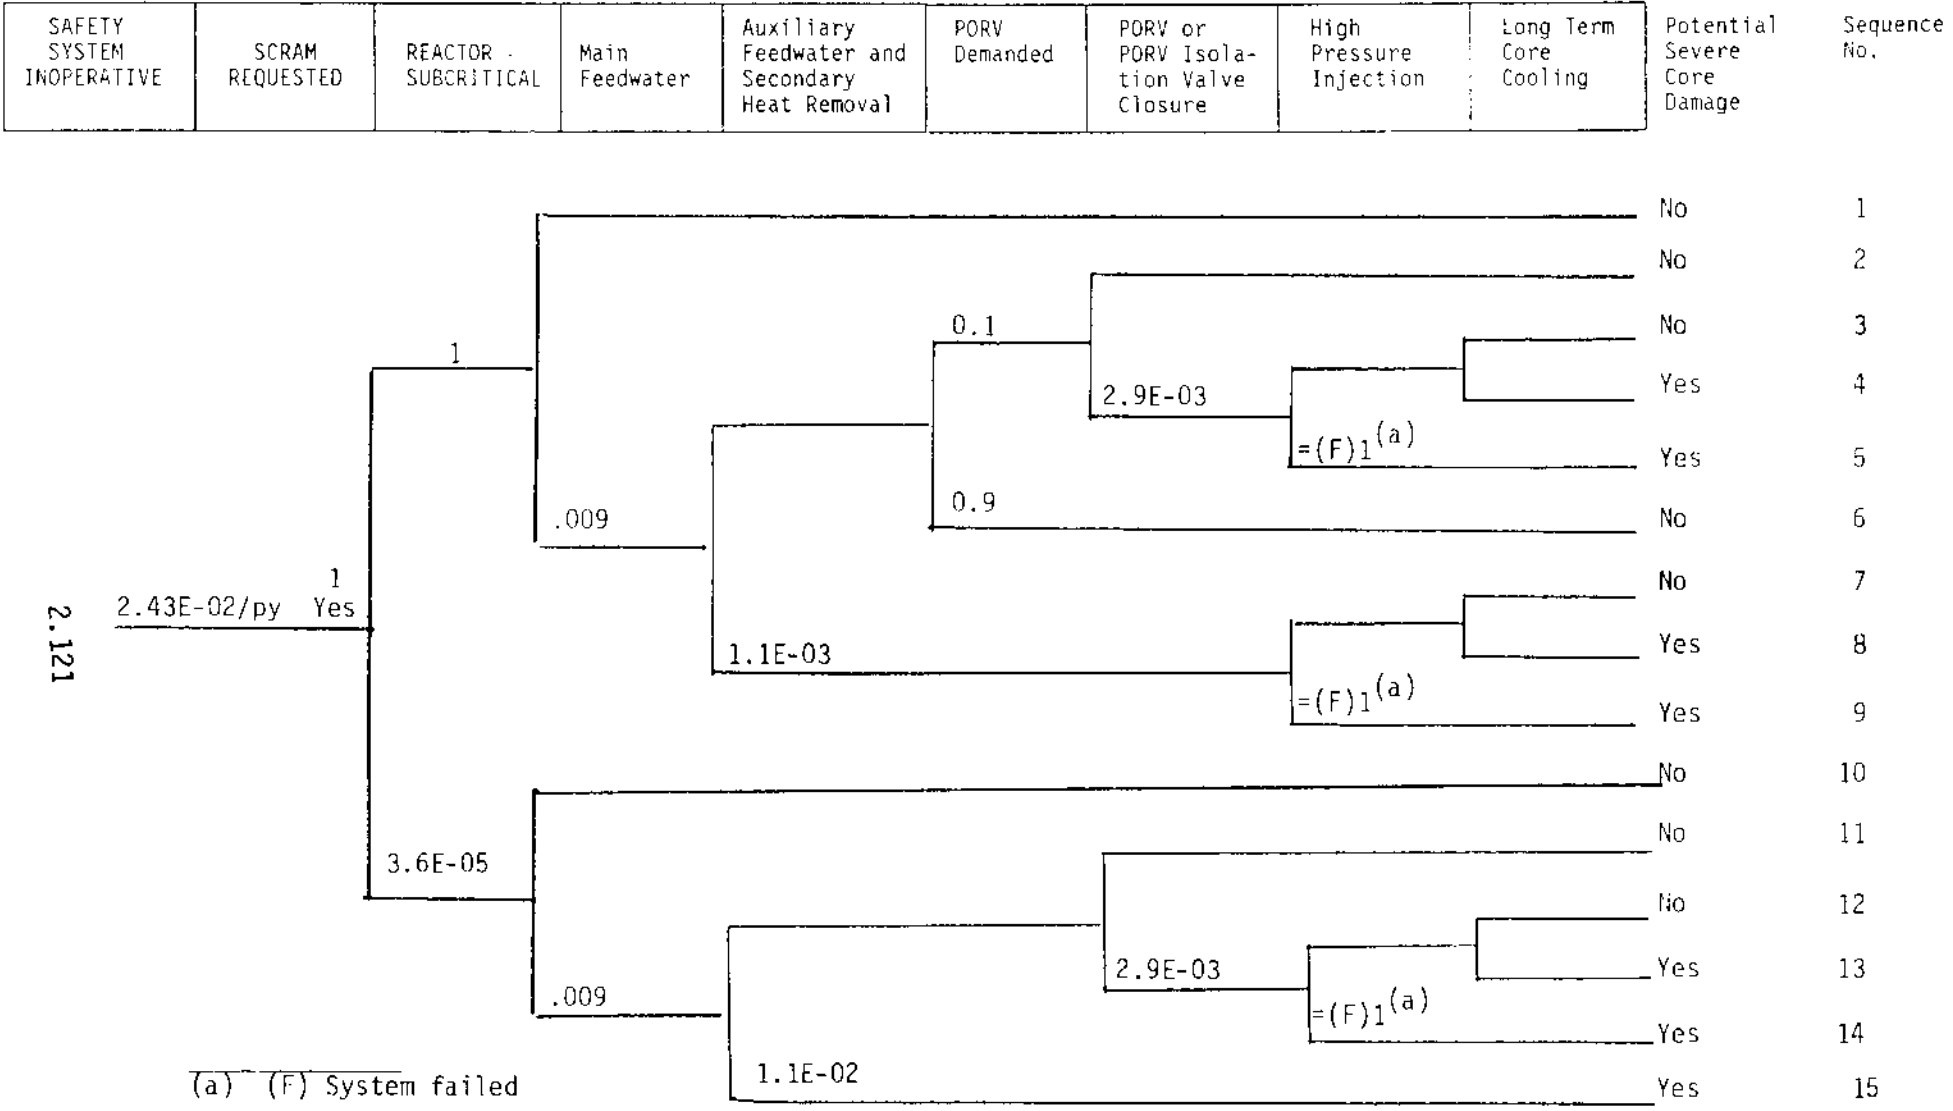 SAFETY
SYSTEM
INOPERATIVE
SCRAM
REQUESTED
REACTOR -
SUBCRITICAL
Main
Feedwater
Auxiliary
Feedwater and
Secondary
Heat Removal
PORV
Demanded
PORV or
PORV Isola-
tion Valve
Closure
High
Pressure
Injection
Long Term
Core
Cooling
Potential
Severe
Core
Damage
Sequence
No.
No 1
No 2
0.1
No 3
1
Yes 4
2.9E-03
=(F)1(a)
Yes 5
0.9
.009
No 6
1
No 7
2.43E-02/py Yes
Yes 8
1.1E-03
=(F)1(a)
Yes 9
No 10
No 11
3.6E-05
No 12
2.9E-03
Yes 13
.009
=(F)1(a)
Yes 14
1.1E-02
Yes 15
(a) (F) System failed
2.121